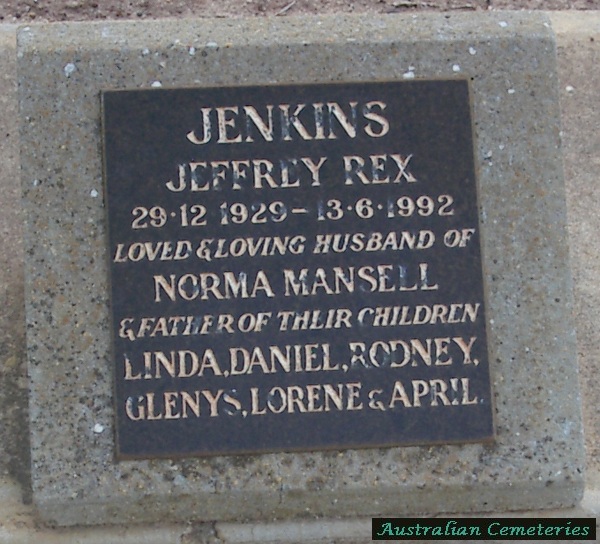 JENKINS
JEFFREY REX
29·12 1929 – 13·6·1992
LOVED & LOVING HUSBAND OF
NORMA MANSELL
& FATHER OF THEIR CHILDREN
LINDA, DANIEL, RODNEY,
GLENYS, LORENE & APRIL.
Australian Cemeteries